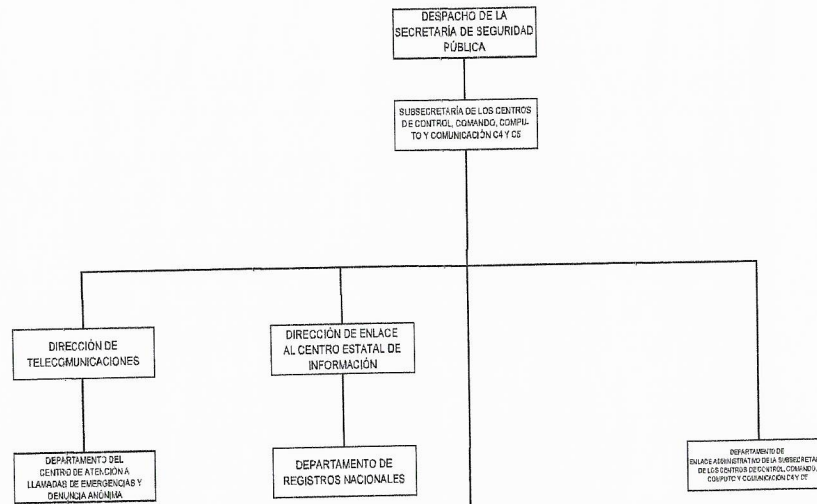 DESPACHO DE LA
SECRETARÍA DE SEGURIDAD
PÚBLICA
SUBSECRETARÍA DE LOS CENTROS
DE CONTROL, COMANDO, COMPU-
TO Y COMUNICACIÓN C4 Y C5
DIRECCIÓN DE
TELECOMUNICACIONES
DIRECCIÓN DE ENLACE
AL CENTRO ESTATAL DE
INFORMACIÓN
DEPARTAMENTO DEL
CENTRO DE ATENCIÓN A
LLAMADAS DE EMERGENCIAS Y
DENUNCIA ANÓNIMA
DEPARTAMENTO DE
REGISTROS NACIONALES
DEPARTAMENTO DE
ENLACE ADMINISTRATIVO DE LA SUBSECRETAR
DE LOS CENTROS DE CONTROL, COMANDO,
COMPUTO Y COMUNICACIÓN C4 Y C5